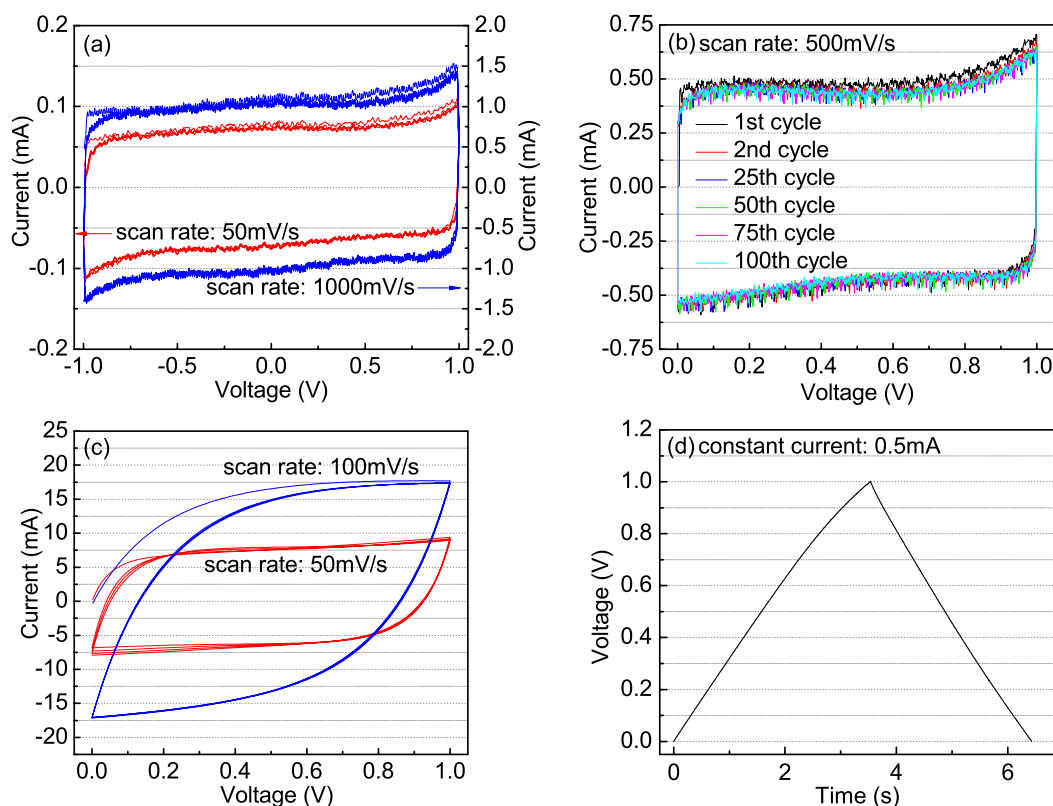 (a)
0.2
0.1
0.0
-0.1
-0.2
2.0
1.5
1.0
0.5
0.0
-0.5
-1.0
-1.5
-2.0
Current (mA)
Current (mA)
scan rate: 50mV/s
scan rate: 1000mV/s
-1.0 -0.5 0.0 0.5 1.0
Voltage (V)
(b) scan rate: 500mV/s
0.75
0.50
0.25
0.00
-0.25
-0.50
-0.75
Current (mA)
1st cycle
2nd cycle
25th cycle
50th cycle
75th cycle
100th cycle
0.0 0.2 0.4 0.6 0.8 1.0
Voltage (V)
(c)
25
20
15
10
5
0
-5
-10
-15
-20
Current (mA)
scan rate: 100mV/s
scan rate: 50mV/s
0.0 0.2 0.4 0.6 0.8 1.0
Voltage (V)
(d) constant current: 0.5mA
1.2
1.0
0.8
0.6
0.4
0.2
0.0
Voltage (V)
0 2 4 6
Time (s)